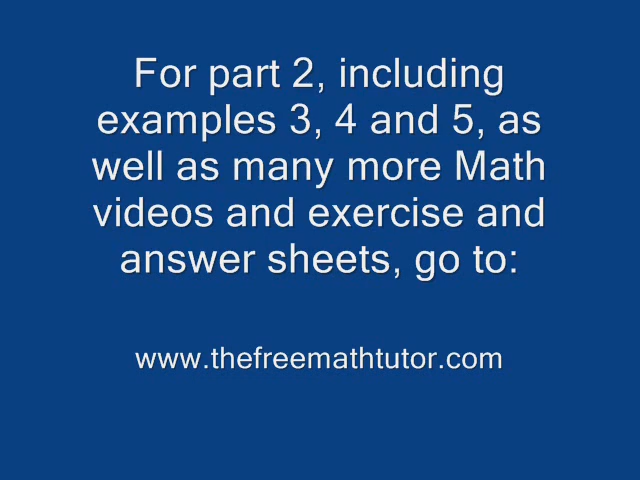 For part 2, including
examples 3, 4 and 5, as
well as many more Math
videos and exercise and
answer sheets, go to:
www.thefreemathtutor.com